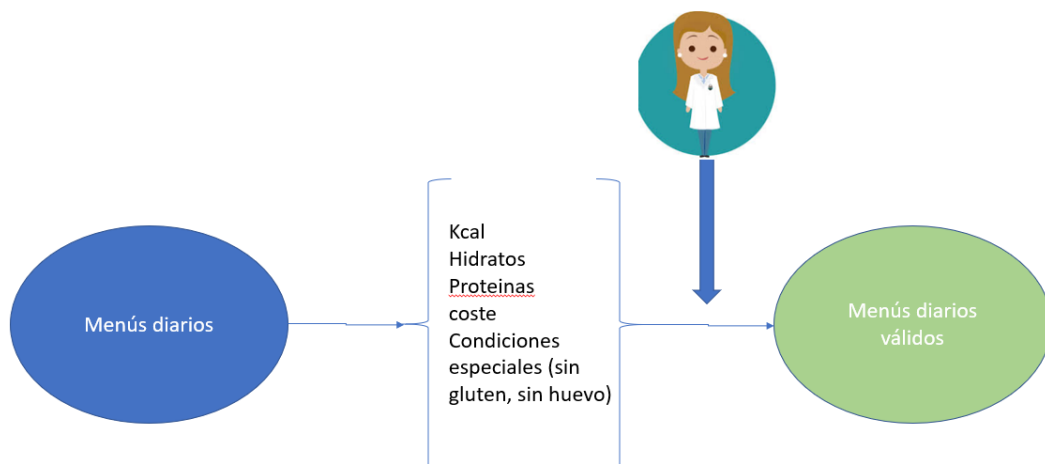 Menús diarios
Kcal
Hidratos
Proteinas
coste
Condiciones
especiales (sin
gluten, sin huevo)
Menús diarios
válidos